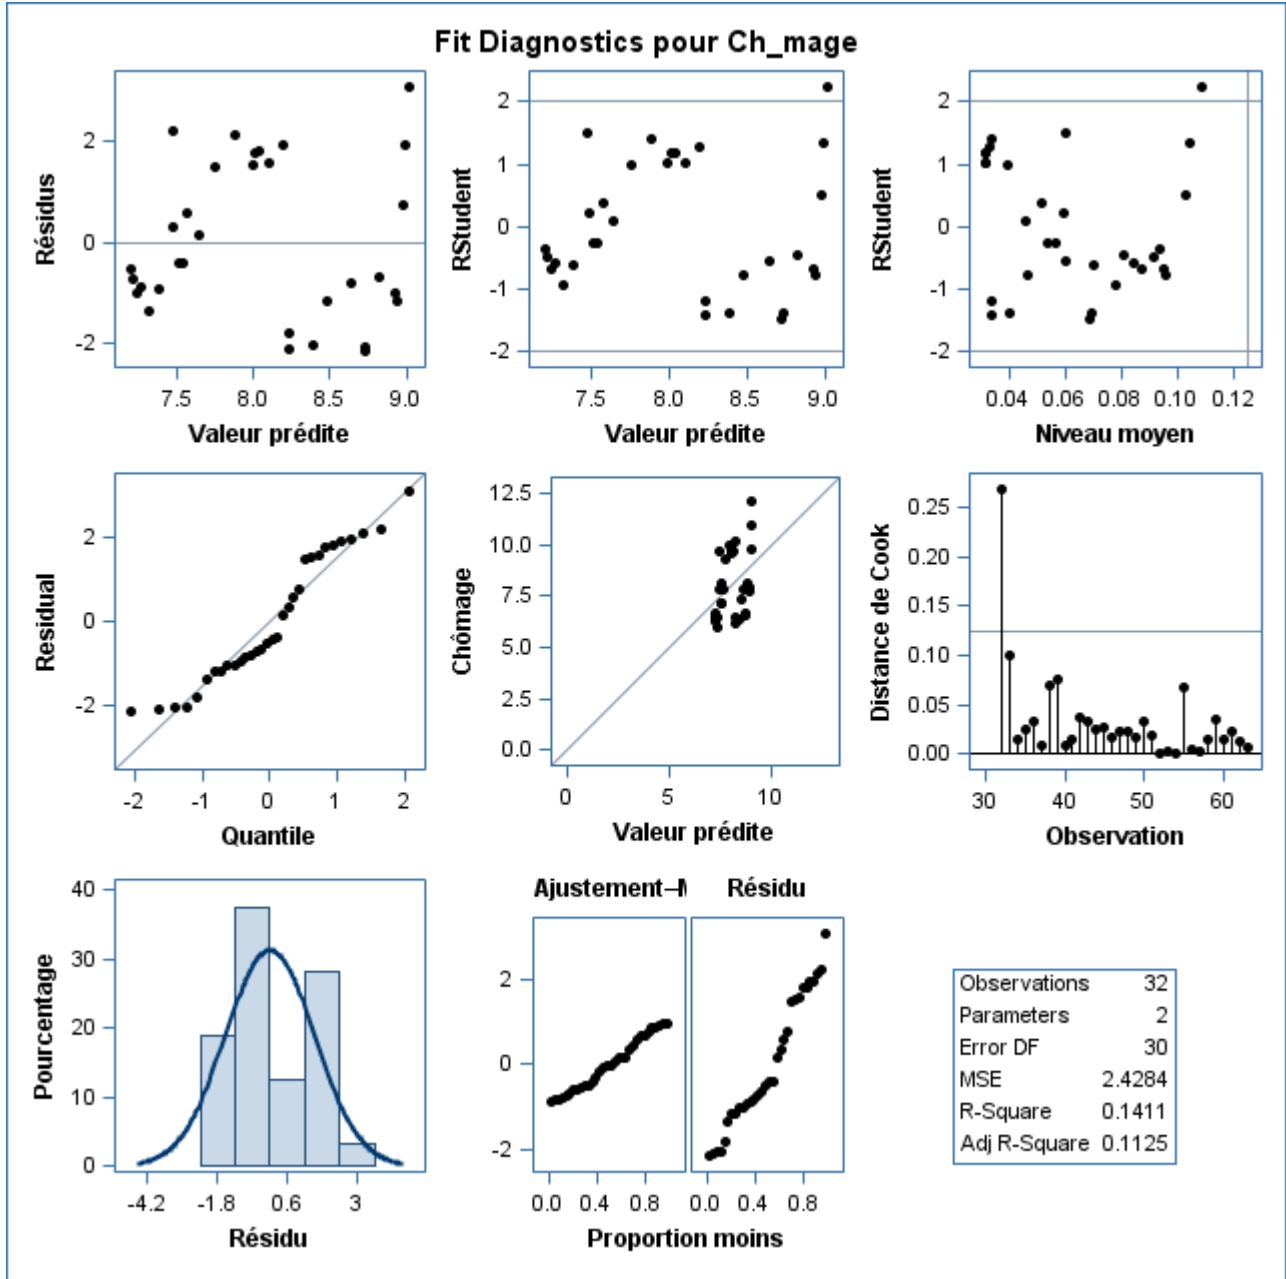 Fit Diagnostics pour Ch_mage
Résidus
2
0
-2
7.5 8.0 8.5 9.0
Valeur prédite
RStudent
2
1
0
-1
-2
7.5 8.0 8.5 9.0
Valeur prédite
RStudent
2
1
0
-1
-2
0.04 0.06 0.08 0.10 0.12
Niveau moyen
Residual
2
0
-2
-2 -1 0 1 2
Quantile
Chômage
12.5
10.0
7.5
5.0
2.5
0.0
0 5 10
Valeur prédite
Distance de Cook
0.25
0.20
0.15
0.10
0.05
0.00
30 40 50 60
Observation
Pourcentage
40
30
20
10
0
-4.2 -1.8 0.6 3
Résidu
Ajustement–M Résidu
2
0
-2
0.0 0.4 0.8 0.0 0.4 0.8
Proportion moins
Observations 32
Parameters 2
Error DF 30
MSE 2.4284
R-Square 0.1411
Adj R-Square 0.1125